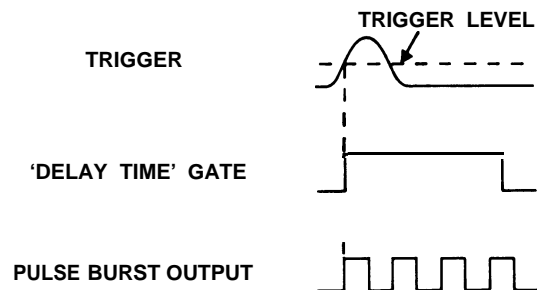 TRIGGER LEVEL
TRIGGER
'DELAY TIME' GATE
PULSE BURST OUTPUT